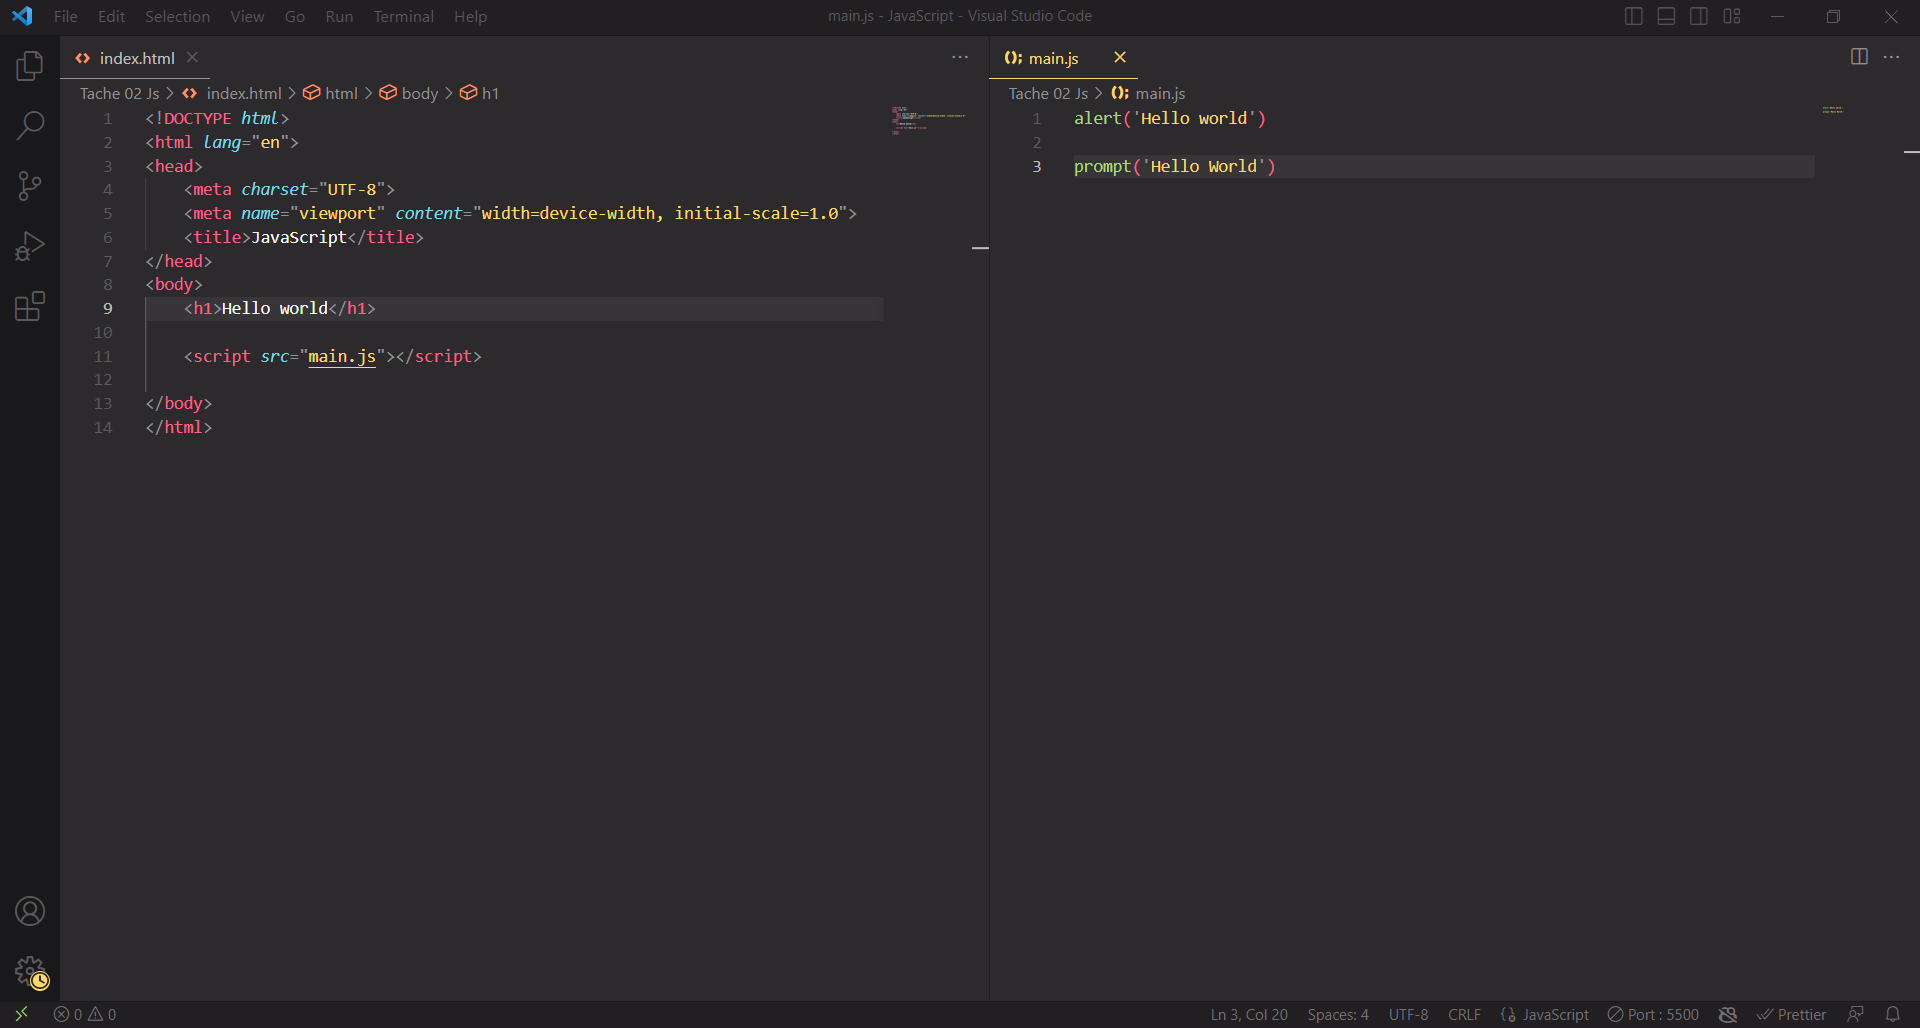 File Edit Selection View Go Run Terminal Help
main.js - JavaScript - Visual Studio Code
index.html
Tache 02 Js > index.html > html > body > h1
1 <!DOCTYPE html>
2 <html lang="en">
3 <head>
4 <meta charset="UTF-8">
5 <meta name="viewport" content="width=device-width, initial-scale=1.0">
6 <title>JavaScript</title>
7 </head>
8 <body>
9 <h1>Hello world</h1>
10
11 <script src="main.js"></script>
12
13 </body>
14 </html>
main.js
Tache 02 Js > main.js
1 alert('Hello world')
2
3 prompt('Hello World')
0 0
Ln 3, Col 20 Spaces: 4 UTF-8 CRLF JavaScript Port : 5500 Prettier